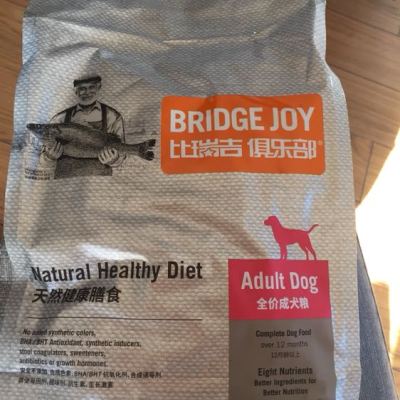 BRIDGE JOY
比瑞吉 俱乐部
Natural Healthy Diet
天然健康膳食
Adult Dog
全价成犬粮
No added synthetic colors,
BHA/BHT Antioxidant, synthetic inducers,
stool coagulators, sweeteners,
antibiotics or growth hormones.
Complete Dog Food
over 12 months
12月龄以上
Eight Nutrients
Better Ingredients for
Better Nutrition.